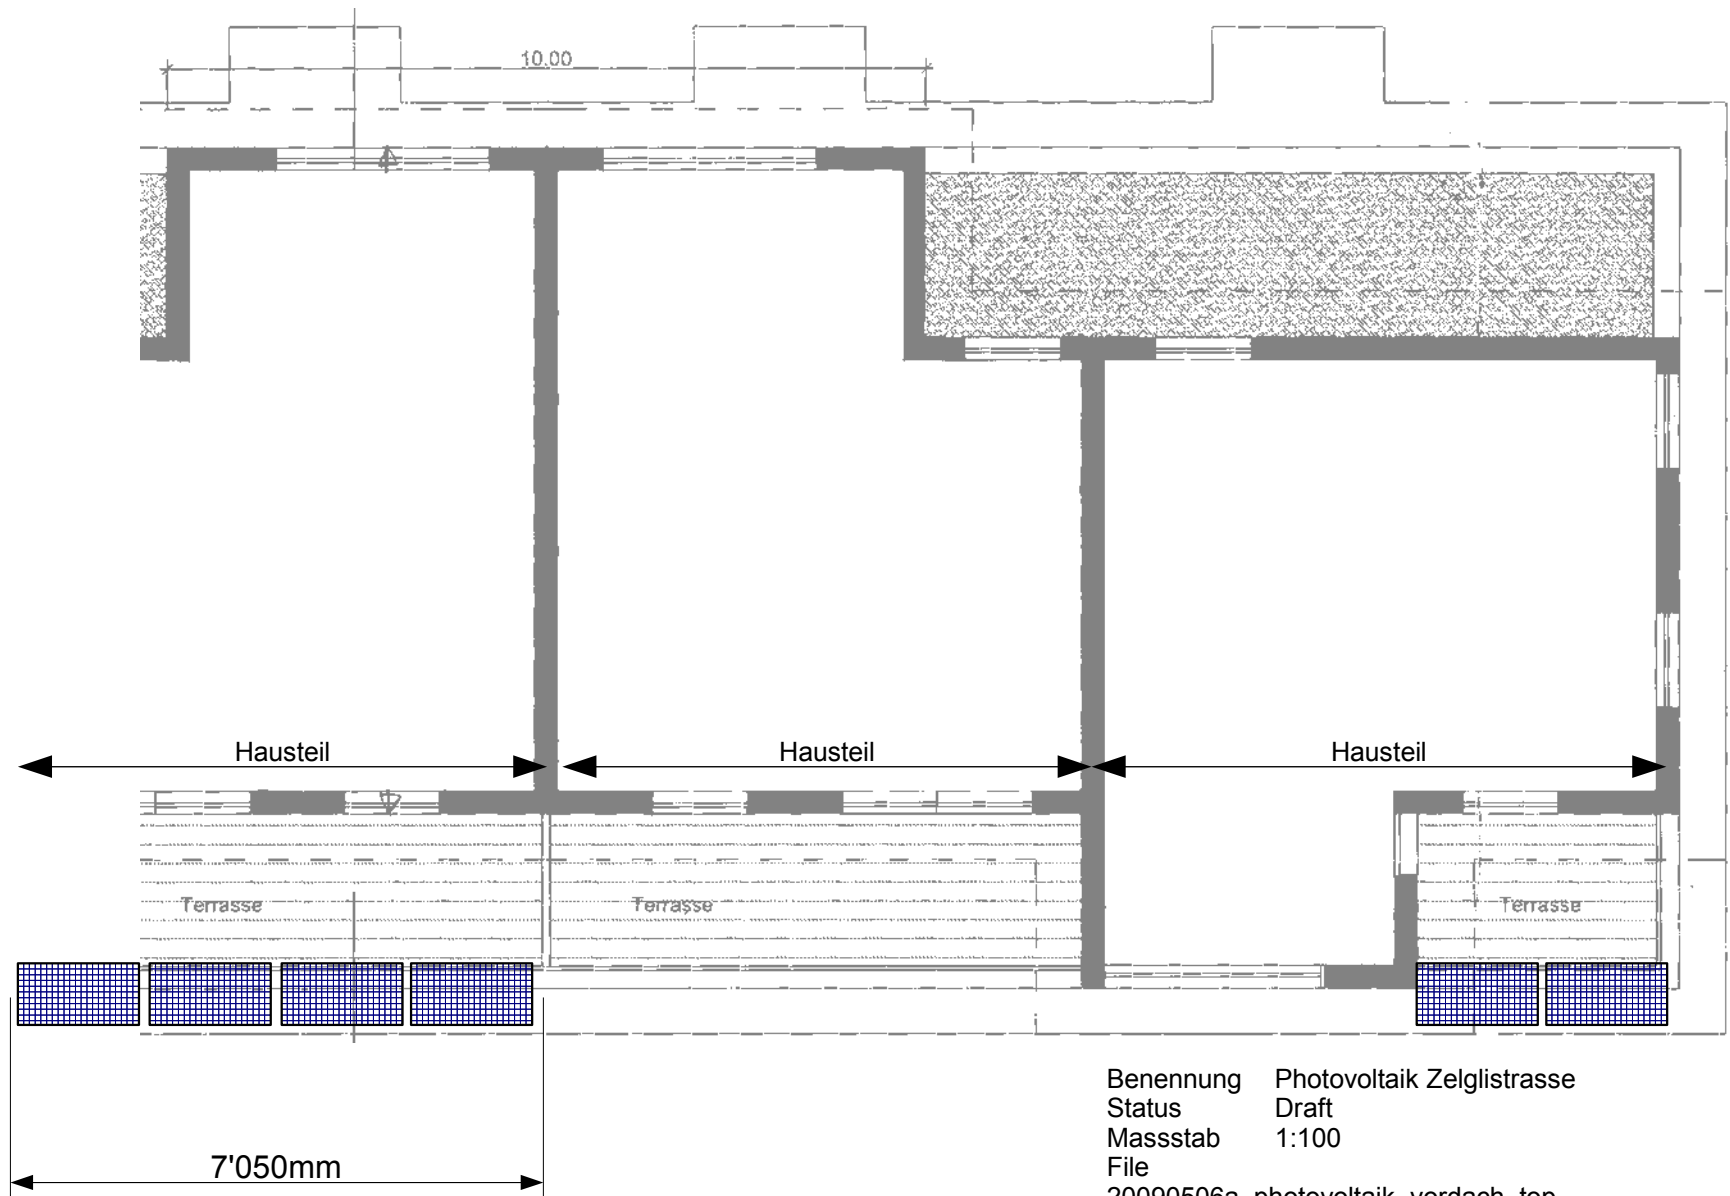 10.00
Hausteil
Hausteil
Hausteil
Terrasse
Terrasse
Terrasse
7'050mm
Benennung Photovoltaik Zelglistrasse
Status Draft
Massstab 1:100
File
20090506a_photovoltaik_vordach_top